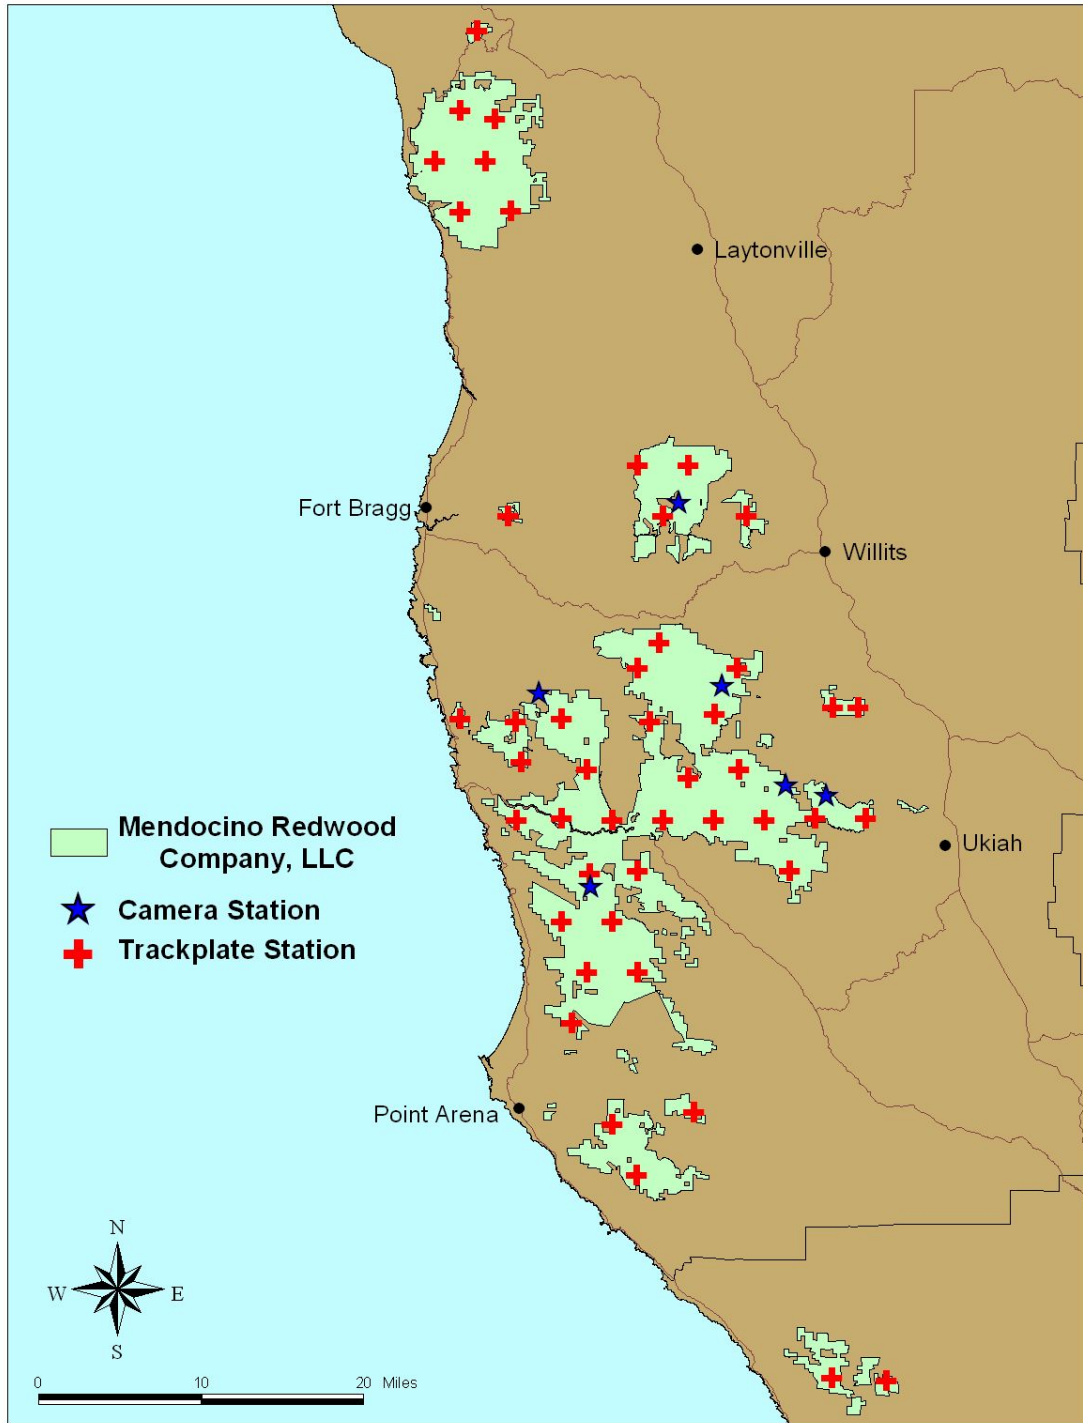 Laytonville
Fort Bragg
Willits
Mendocino Redwood
Company, LLC
Ukiah
Camera Station
Trackplate Station
Point Arena
N
W E
S
0 10 20 Miles